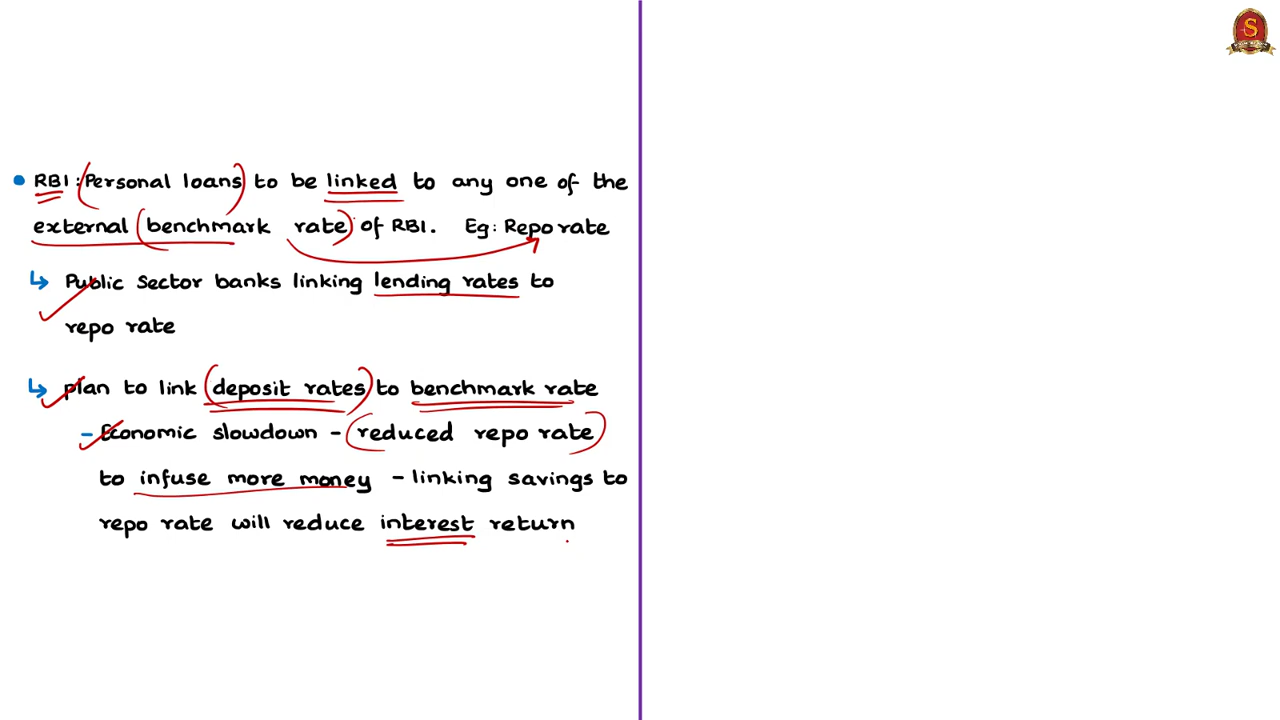 • RBI : Personal loans to be linked to any one of the
external benchmark rate of RBI. Eg: Repo rate
↳ Public sector banks linking lending rates to
repo rate
↳ plan to link deposit rates to benchmark rate
- Economic slowdown - reduced repo rate
to infuse more money - linking savings to
repo rate will reduce interest return
S